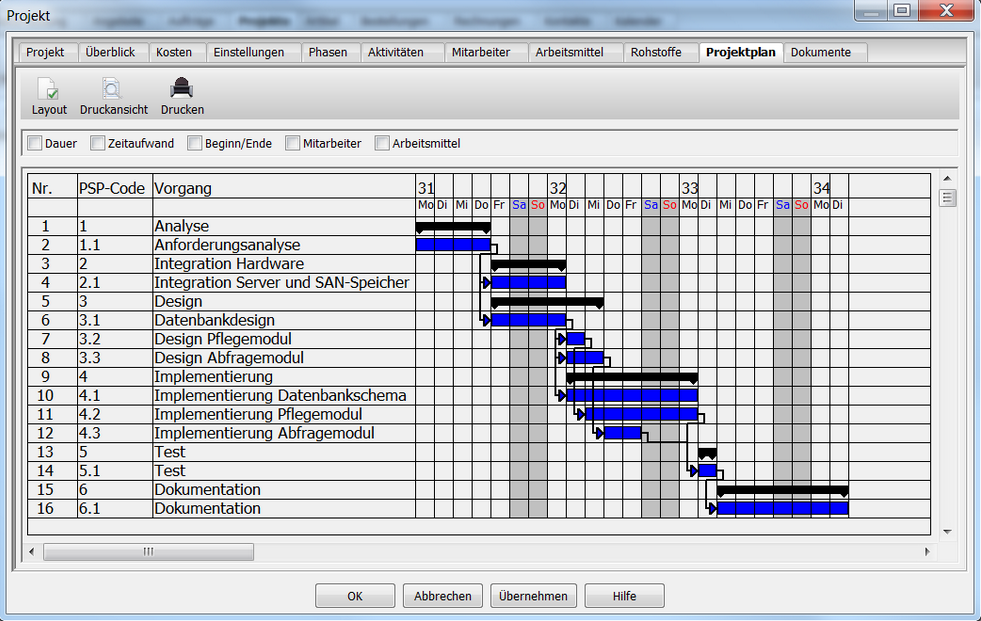 Projekt
Projekt Überblick Kosten Einstellungen Phasen Aktivitäten Mitarbeiter Arbeitsmittel Rohstoffe Projektplan Dokumente
Layout Druckansicht Drucken
Dauer Zeitaufwand Beginn/Ende Mitarbeiter Arbeitsmittel
Nr. PSP-Code Vorgang 31 32 33 34
Mo Di Mi Do Fr Sa So Mo Di Mi Do Fr Sa So Mo Di Mi Do Fr Sa So Mo Di
1 1 Analyse
2 1.1 Anforderungsanalyse
3 2 Integration Hardware
4 2.1 Integration Server und SAN-Speicher
5 3 Design
6 3.1 Datenbankdesign
7 3.2 Design Pflegemodul
8 3.3 Design Abfragemodul
9 4 Implementierung
10 4.1 Implementierung Datenbankschema
11 4.2 Implementierung Pflegemodul
12 4.3 Implementierung Abfragemodul
13 5 Test
14 5.1 Test
15 6 Dokumentation
16 6.1 Dokumentation
OK Abbrechen Übernehmen Hilfe